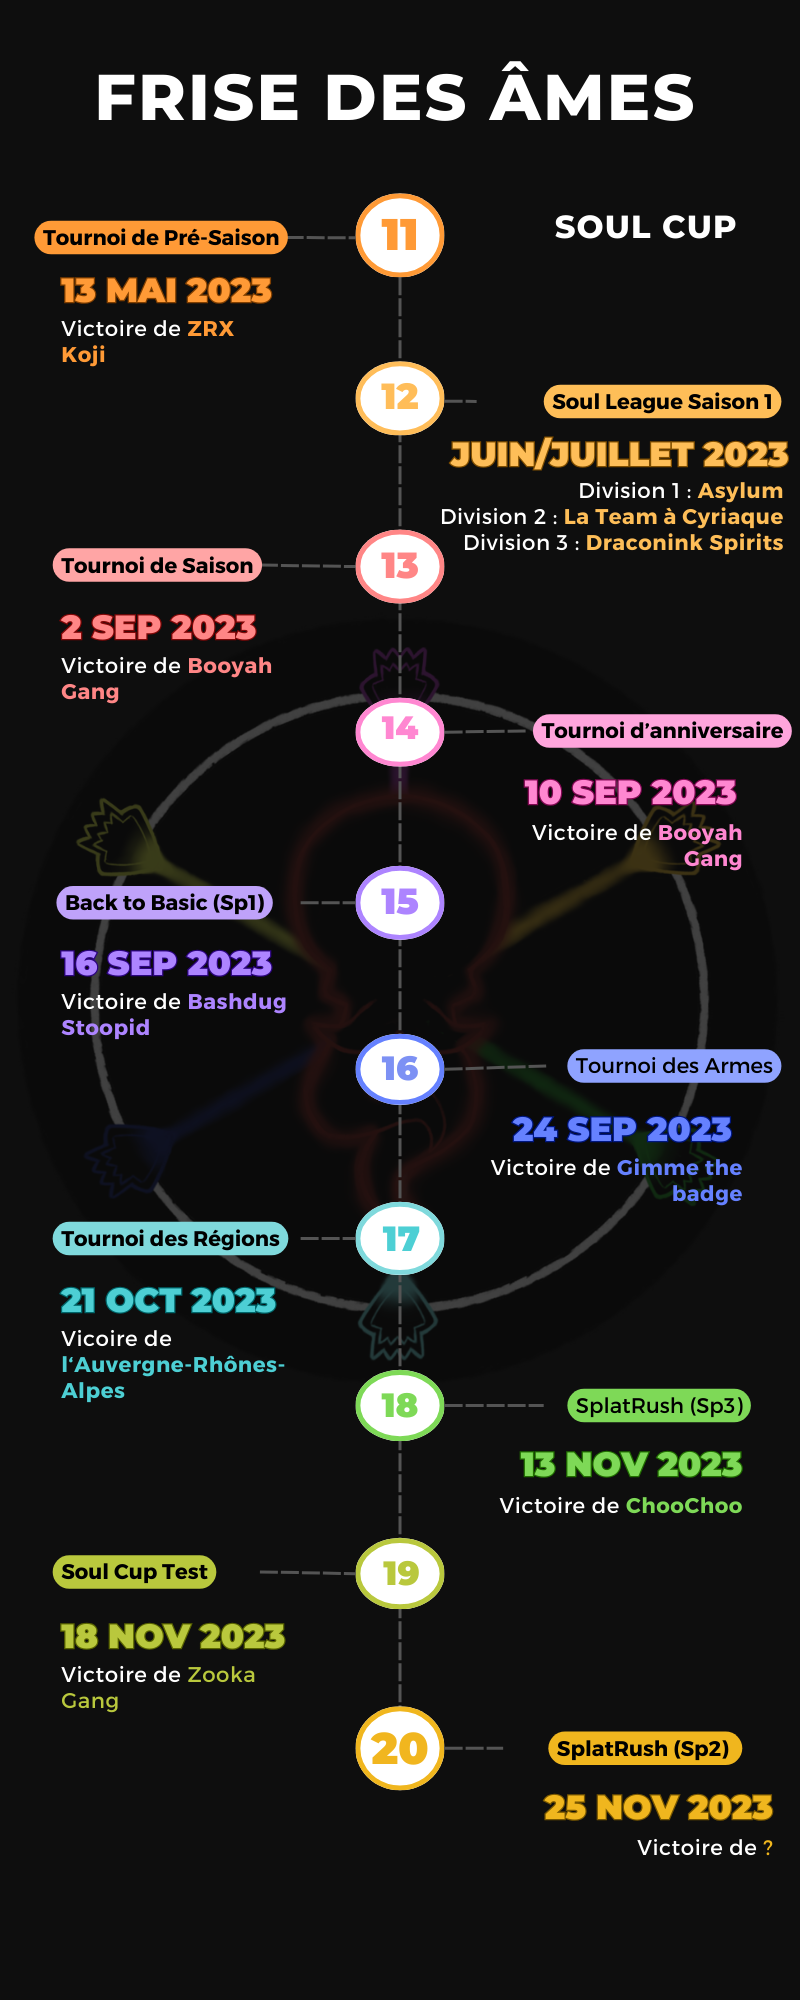 FRISE DES ÂMES
SOUL CUP
11
Tournoi de Pré-Saison
13 MAI 2023
Victoire de ZRX
Koji
12
Soul League Saison 1
JUIN/JUILLET 2023
Division 1 : Asylum
Division 2 : La Team à Cyriaque
Division 3 : Draconink Spirits
13
Tournoi de Saison
2 SEP 2023
Victoire de Booyah
Gang
14
Tournoi d’anniversaire
10 SEP 2023
Victoire de Booyah
Gang
15
Back to Basic (Sp1)
16 SEP 2023
Victoire de Bashdug
Stoopid
16
Tournoi des Armes
24 SEP 2023
Victoire de Gimme the
badge
17
Tournoi des Régions
21 OCT 2023
Vicoire de
l‘Auvergne-Rhônes-
Alpes
18
SplatRush (Sp3)
13 NOV 2023
Victoire de ChooChoo
19
Soul Cup Test
18 NOV 2023
Victoire de Zooka
Gang
20
SplatRush (Sp2)
25 NOV 2023
Victoire de ?